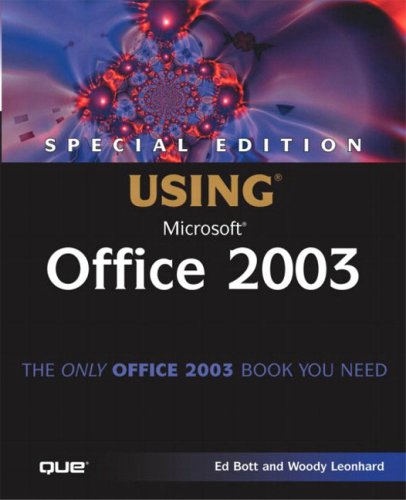 SPECIAL EDITION
USING®
Microsoft®
Office 2003
THE ONLY OFFICE 2003 BOOK YOU NEED
QUE®
Ed Bott and Woody Leonhard